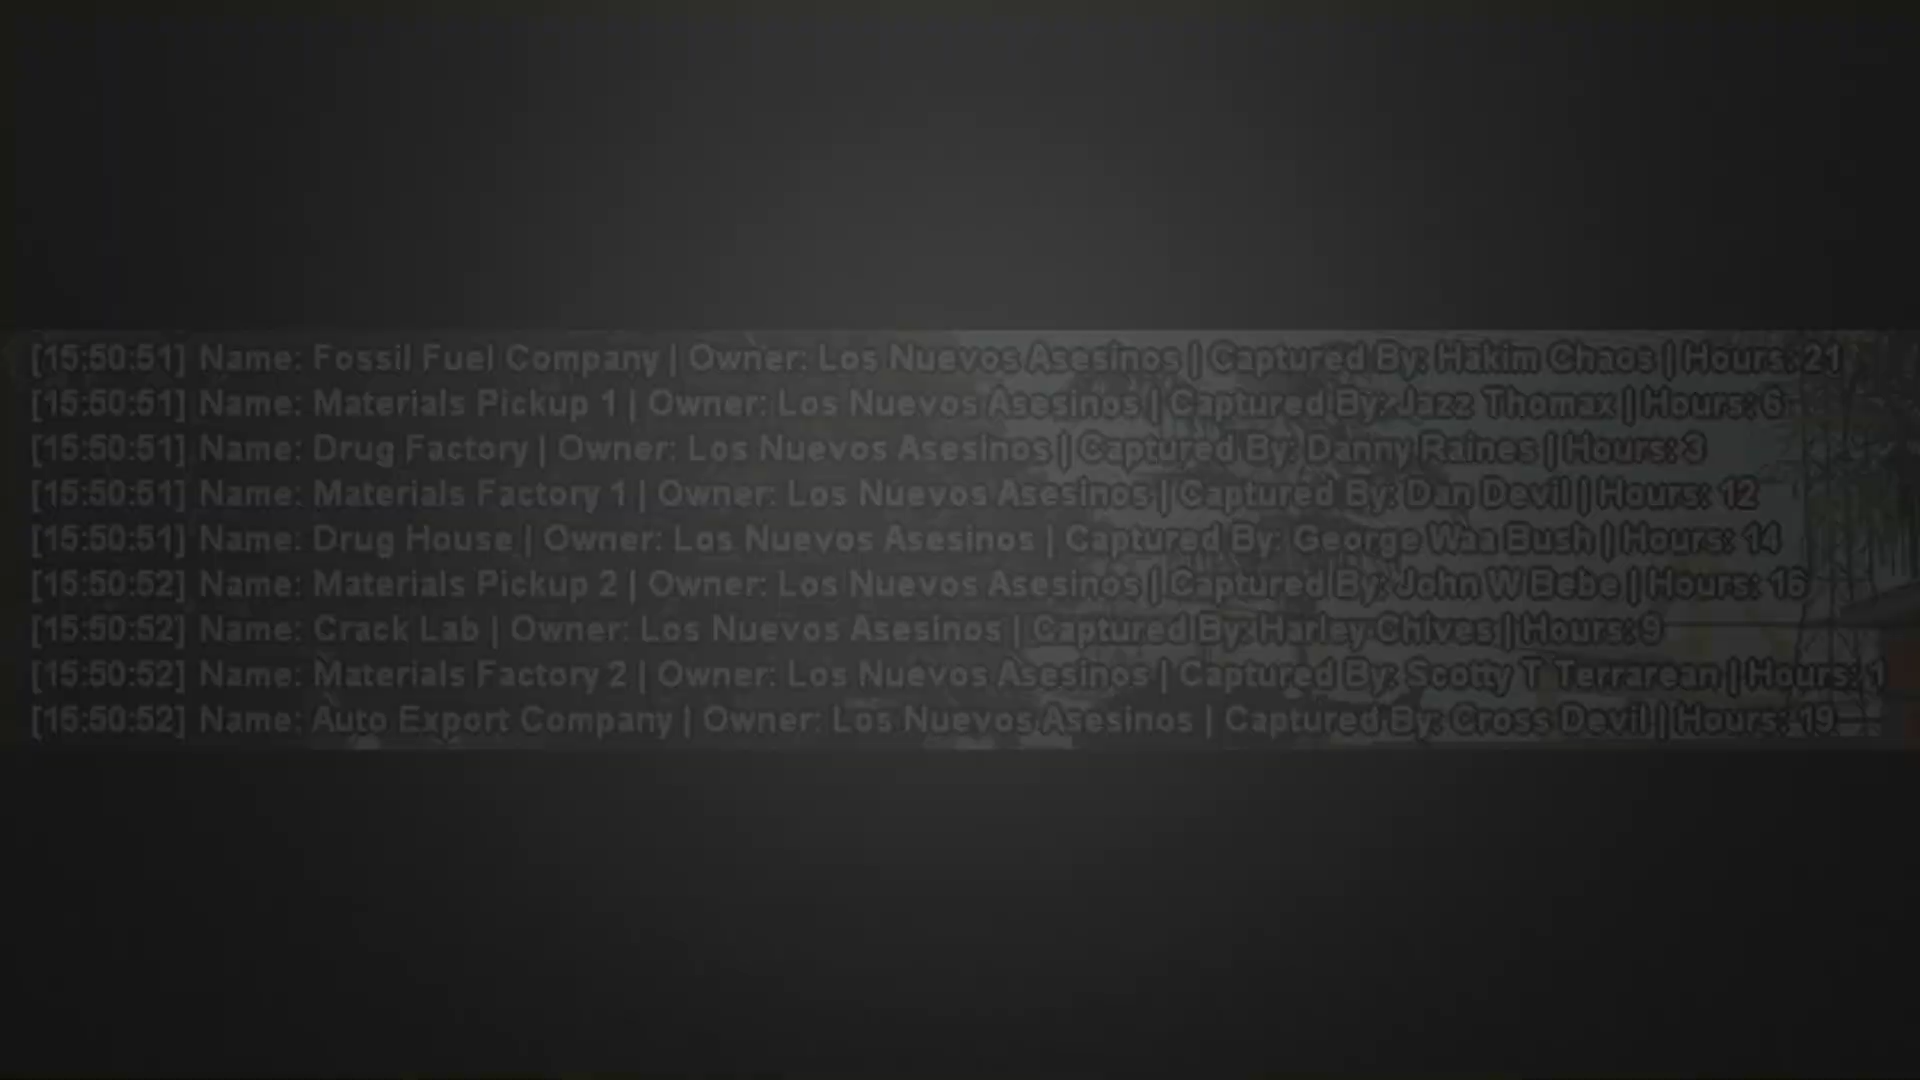 [15:50:51] Name: Fossil Fuel Company | Owner: Los Nuevos Asesinos | Captured By: Hakim Chaos | Hours: 21
[15:50:51] Name: Materials Pickup 1 | Owner: Los Nuevos Asesinos | Captured By: Jazz Thomax | Hours: 6
[15:50:51] Name: Drug Factory | Owner: Los Nuevos Asesinos | Captured By: Danny Raines | Hours: 3
[15:50:51] Name: Materials Factory 1 | Owner: Los Nuevos Asesinos | Captured By: Dan Devil | Hours: 12
[15:50:51] Name: Drug House | Owner: Los Nuevos Asesinos | Captured By: George Waa Bush | Hours: 14
[15:50:52] Name: Materials Pickup 2 | Owner: Los Nuevos Asesinos | Captured By: John W Bebe | Hours: 16
[15:50:52] Name: Crack Lab | Owner: Los Nuevos Asesinos | Captured By: Harley Chives | Hours: 9
[15:50:52] Name: Materials Factory 2 | Owner: Los Nuevos Asesinos | Captured By: Scotty T Terrarean | Hours: 1
[15:50:52] Name: Auto Export Company | Owner: Los Nuevos Asesinos | Captured By: Cross Devil | Hours: 19